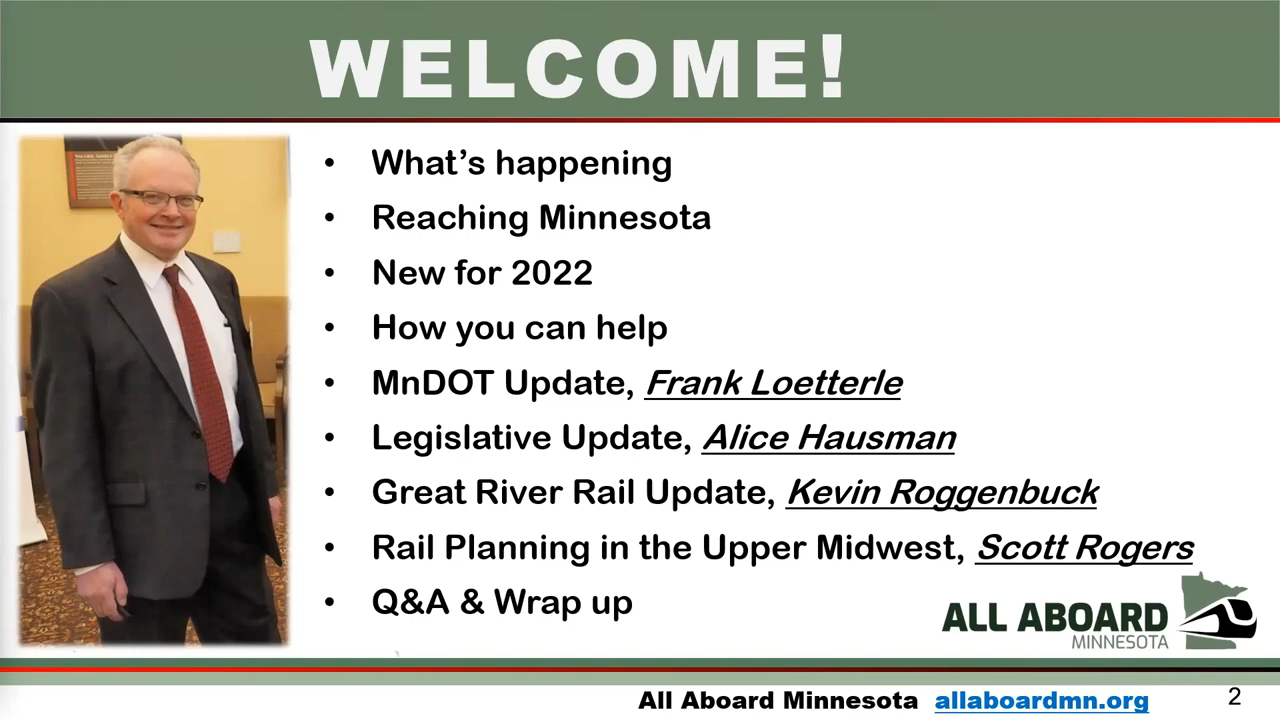 WELCOME!
• What’s happening
• Reaching Minnesota
• New for 2022
• How you can help
• MnDOT Update, Frank Loetterle
• Legislative Update, Alice Hausman
• Great River Rail Update, Kevin Roggenbuck
• Rail Planning in the Upper Midwest, Scott Rogers
• Q&A & Wrap up
ALL ABOARD
MINNESOTA
All Aboard Minnesota allaboardmn.org
2